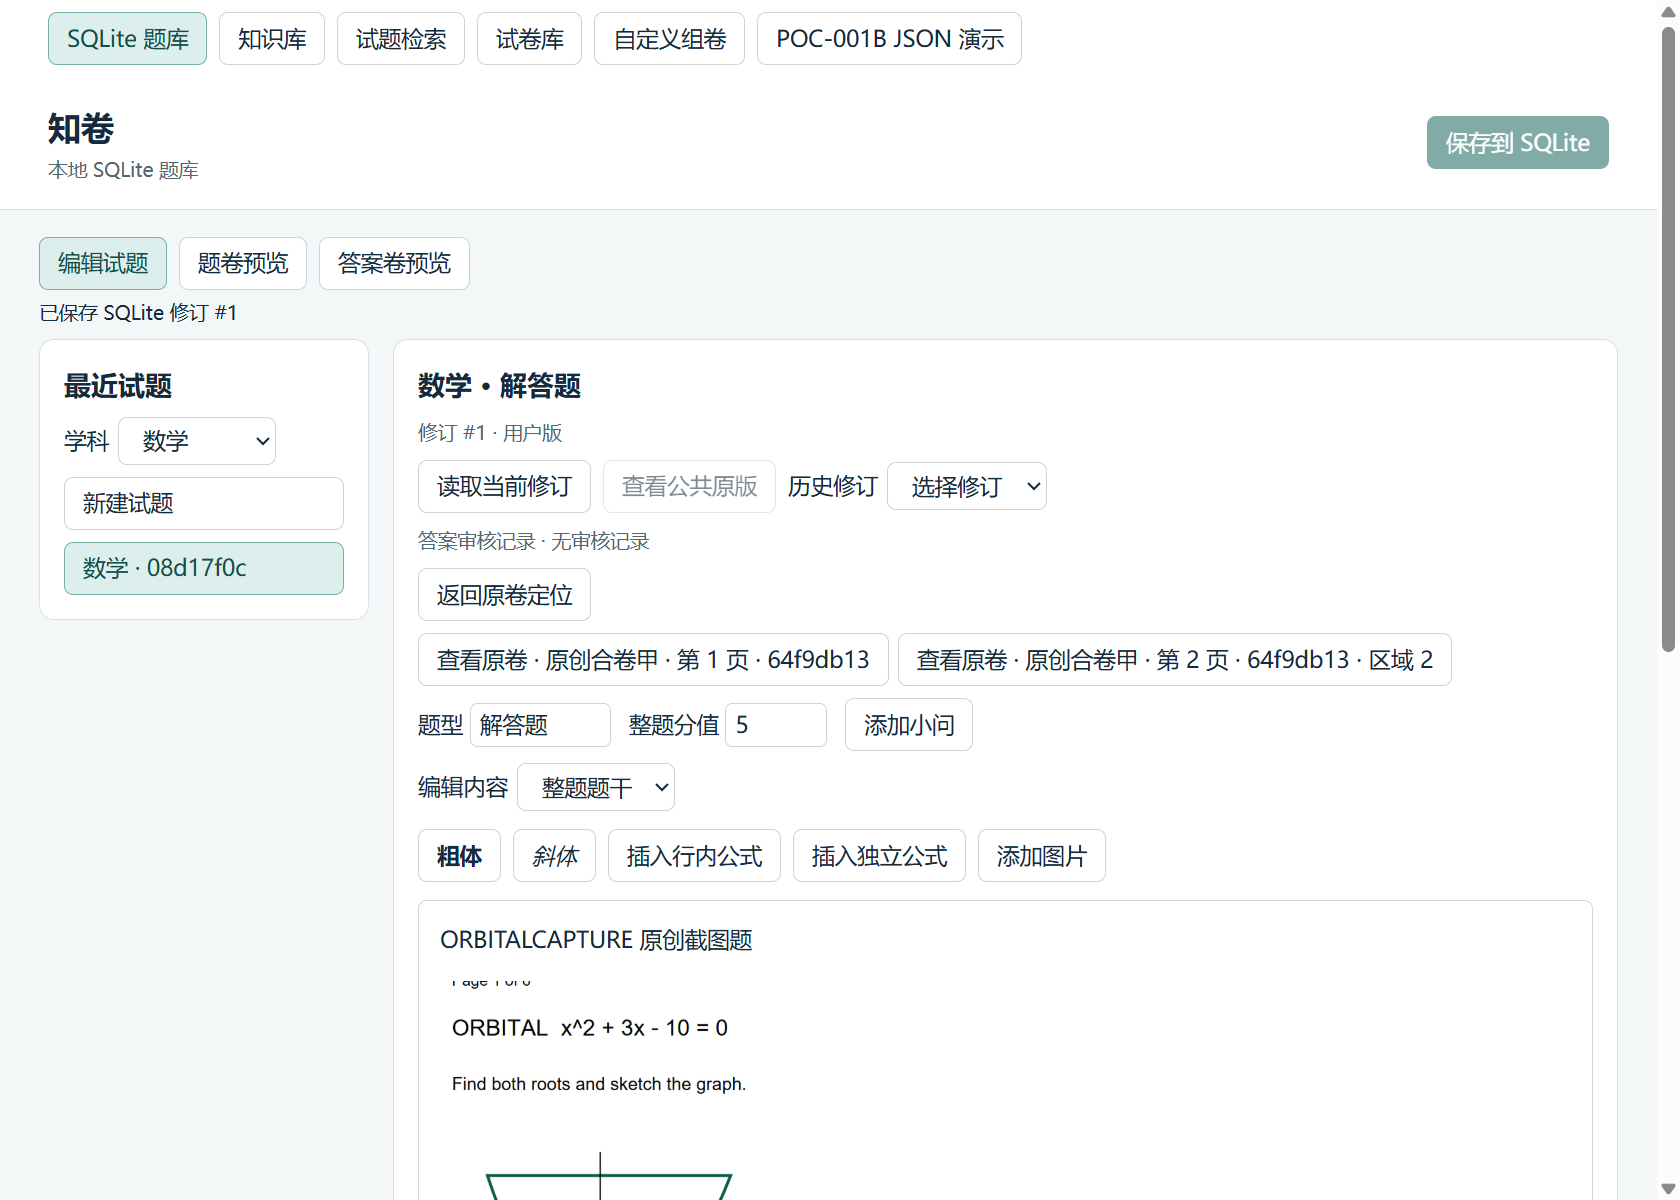 SQLite 题库 知识库 试题检索 试卷库 自定义组卷 POC-001B JSON 演示
知卷
本地 SQLite 题库
保存到 SQLite
编辑试题 题卷预览 答案卷预览
已保存 SQLite 修订 #1
最近试题
学科 数学
新建试题
数学 · 08d17f0c
数学 • 解答题
修订 #1 · 用户版
读取当前修订 查看公共原版 历史修订 选择修订
答案审核记录 · 无审核记录
返回原卷定位
查看原卷 · 原创合卷甲 · 第 1 页 · 64f9db13 查看原卷 · 原创合卷甲 · 第 2 页 · 64f9db13 · 区域 2
题型 解答题 整题分值 5 添加小问
编辑内容 整题题干
粗体 斜体 插入行内公式 插入独立公式 添加图片
ORBITALCAPTURE 原创截图题
Page 1 of 6
ORBITAL x^2 + 3x - 10 = 0
Find both roots and sketch the graph.